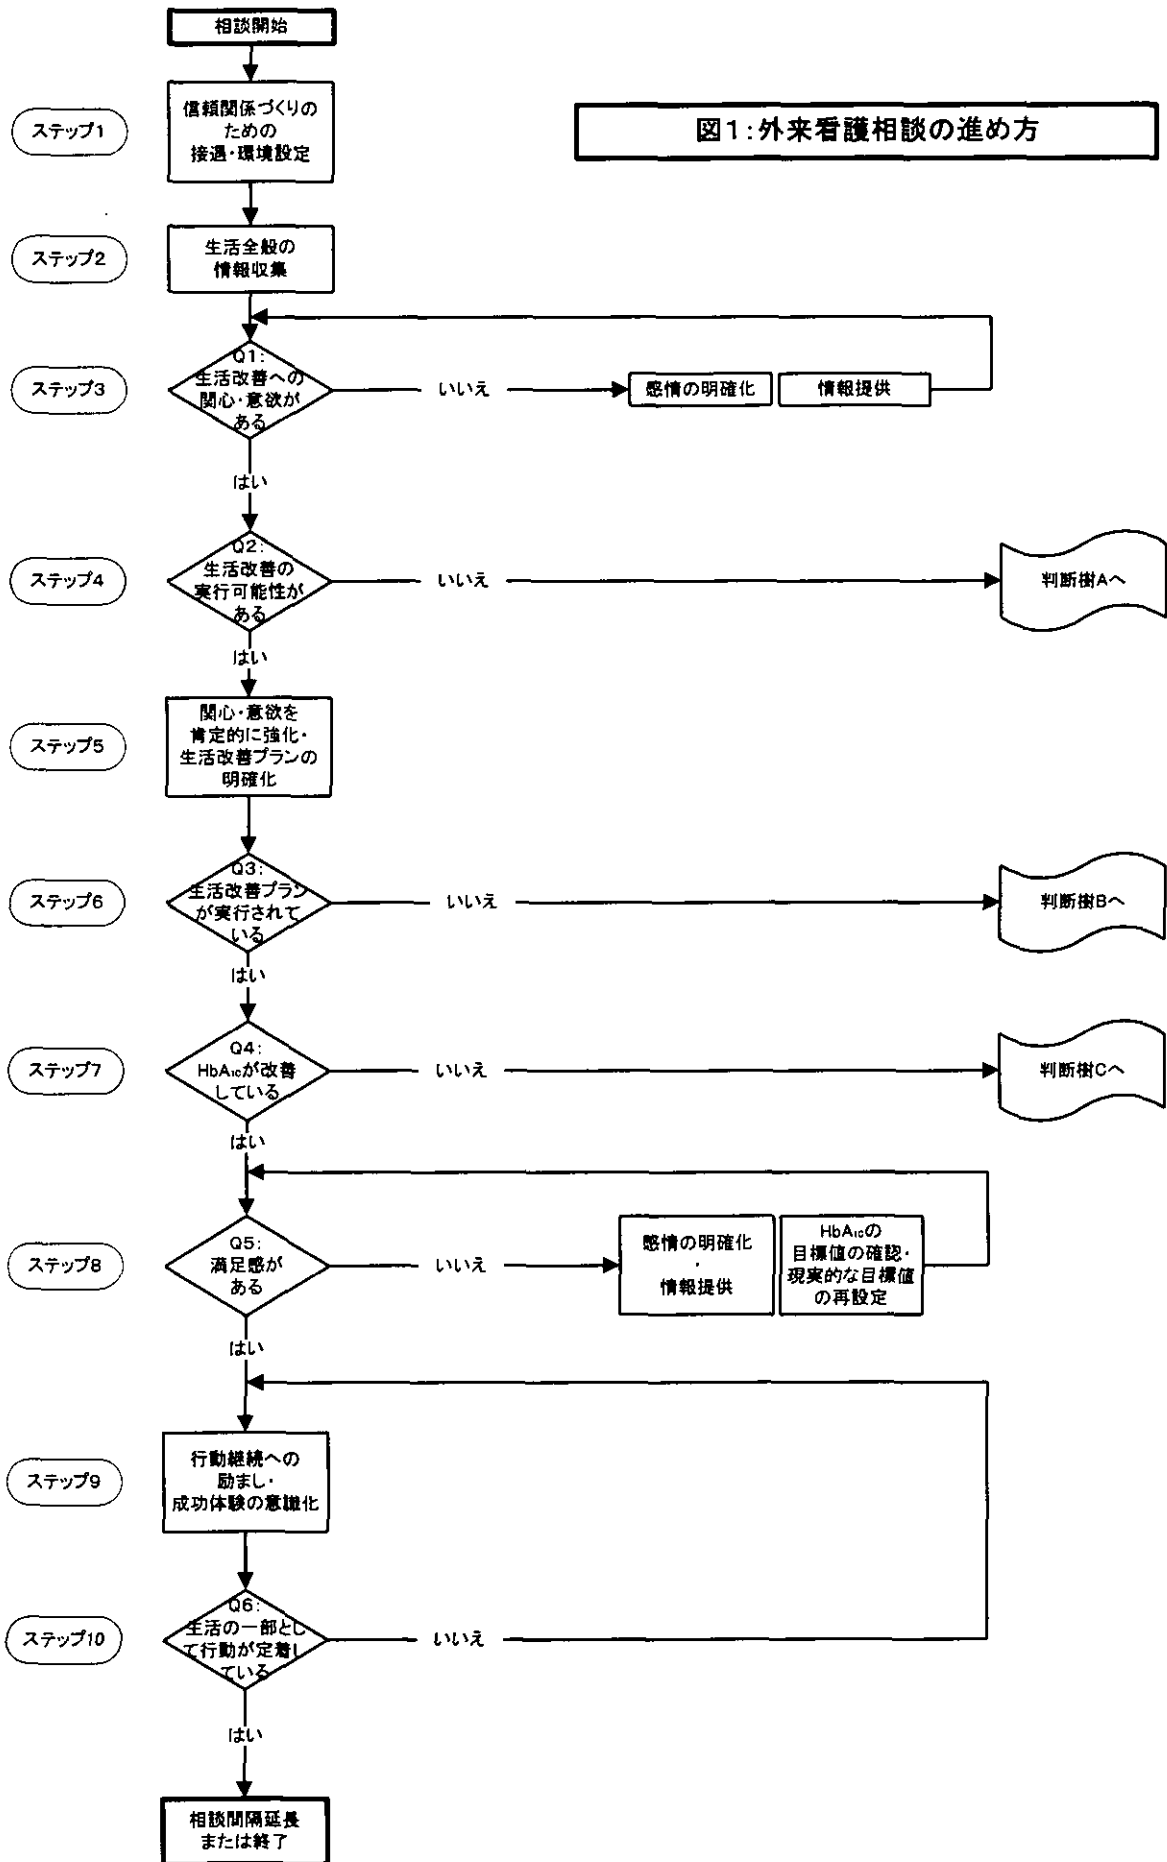 相談開始
ステップ1
信頼関係づくりの
ための
接遇・環境設定
図1:外来看護相談の進め方
ステップ2
生活全般の
情報収集
ステップ3
Q1:
生活改善への
関心・意欲が
ある
いいえ
感情の明確化
情報提供
はい
ステップ4
Q2:
生活改善の
実行可能性が
ある
いいえ
判断樹Aへ
はい
ステップ5
関心・意欲を
肯定的に強化・
生活改善プランの
明確化
ステップ6
Q3:
生活改善プラン
が実行されて
いる
いいえ
判断樹Bへ
はい
ステップ7
Q4:
HbA1cが改善
している
いいえ
判断樹Cへ
はい
ステップ8
Q5:
満足感が
ある
いいえ
感情の明確化
・
情報提供
HbA1cの
目標値の確認・
現実的な目標値
の再設定
はい
ステップ9
行動継続への
励まし・
成功体験の意識化
ステップ10
Q6:
生活の一部とし
て行動が定着し
ている
いいえ
はい
相談間隔延長
または終了